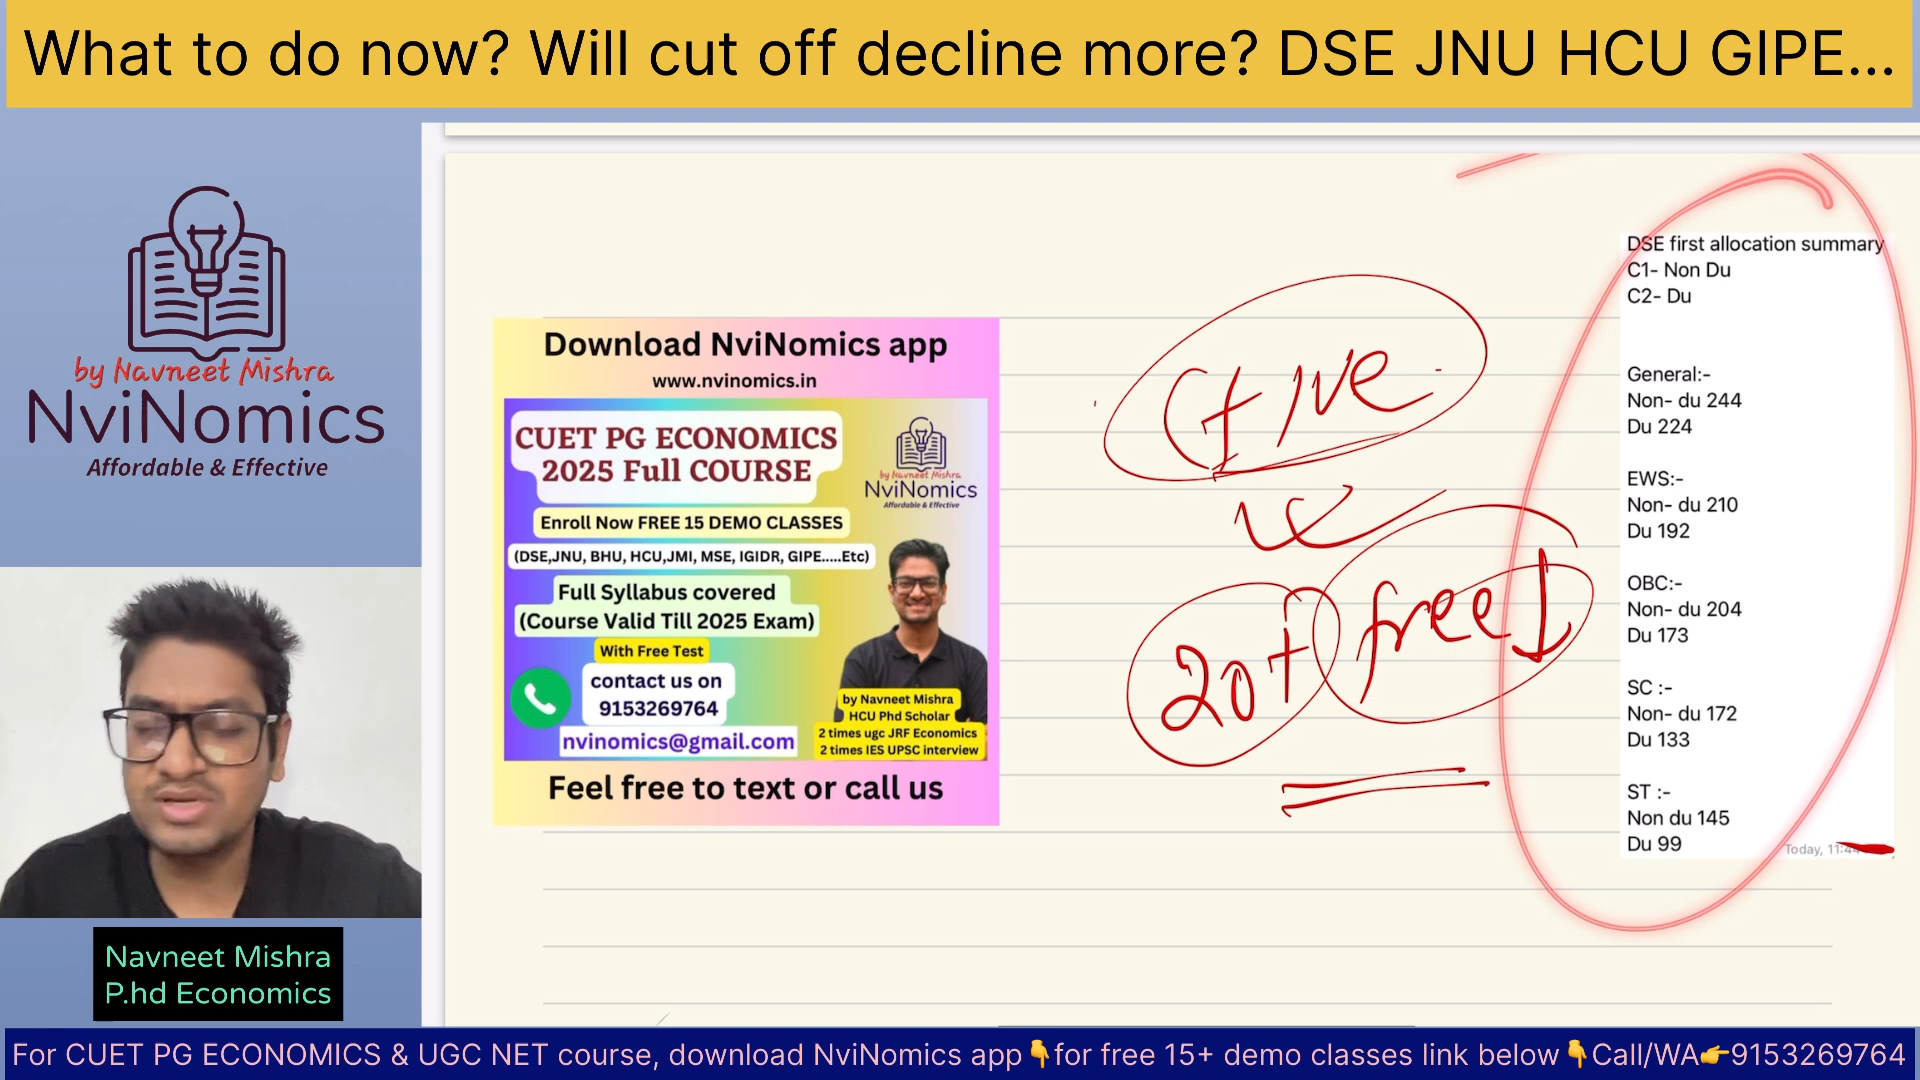 What to do now? Will cut off decline more? DSE JNU HCU GIPE...
by Navneet Mishra
NviNomics
Affordable & Effective
Navneet Mishra
P.hd Economics
Download NviNomics app
www.nvinomics.in
CUET PG ECONOMICS
2025 Full COURSE
by Navneet Mishra
NviNomics
Affordable & Effective
Enroll Now FREE 15 DEMO CLASSES
(DSE,JNU, BHU, HCU,JMI, MSE, IGIDR, GIPE.....Etc)
Full Syllabus covered
(Course Valid Till 2025 Exam)
With Free Test
contact us on
9153269764
nvinomics@gmail.com
by Navneet Mishra
HCU Phd Scholar
2 times ugc JRF Economics
2 times IES UPSC interview
Feel free to text or call us
(+)ve
20+ free
DSE first allocation summary
C1- Non Du
C2- Du
General:-
Non- du 244
Du 224
EWS:-
Non- du 210
Du 192
OBC:-
Non- du 204
Du 173
SC :-
Non- du 172
Du 133
ST :-
Non du 145
Du 99
Today,
For CUET PG ECONOMICS & UGC NET course, download NviNomics app👇for free 15+ demo classes link below👇Call/WA👉9153269764